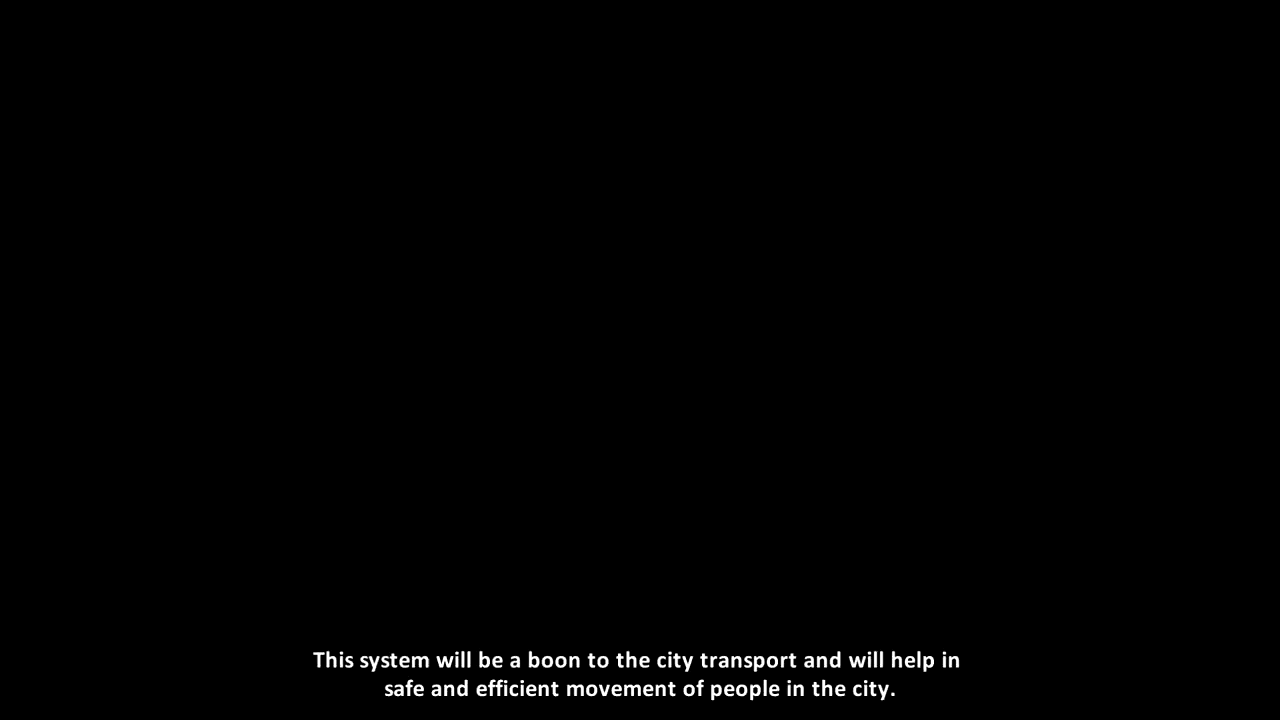 This system will be a boon to the city transport and will help in
safe and efficient movement of people in the city.